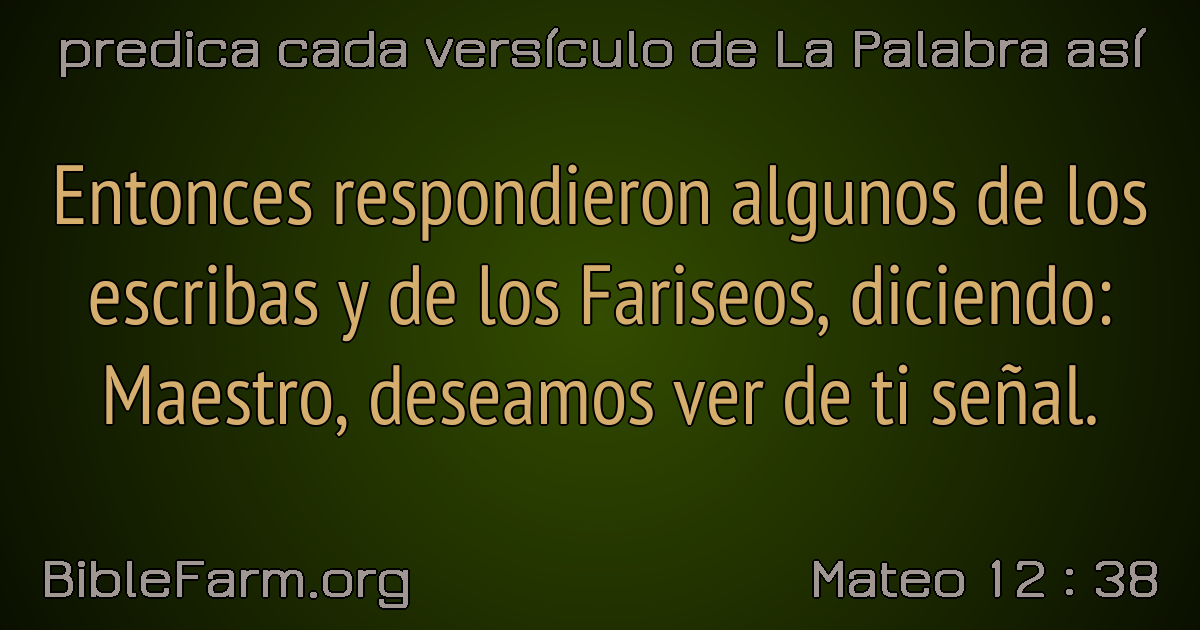 predica cada versículo de La Palabra así
Entonces respondieron algunos de los
escribas y de los Fariseos, diciendo:
Maestro, deseamos ver de ti señal.
BibleFarm.org
Mateo 12 : 38